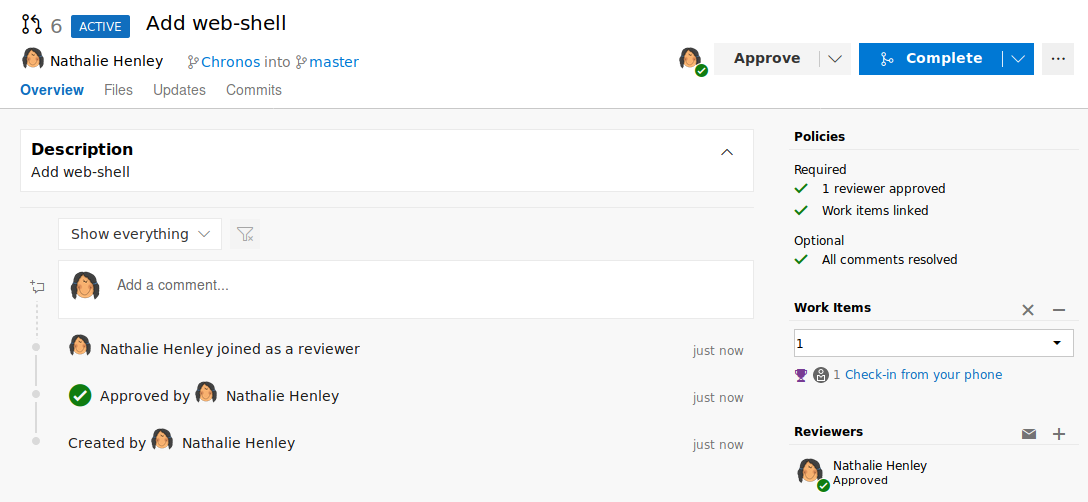 6 ACTIVE Add web-shell
Nathalie Henley Chronos into master
Approve Complete ...
Overview Files Updates Commits
Description
Add web-shell
Show everything
Add a comment...
Nathalie Henley joined as a reviewer just now
Approved by Nathalie Henley just now
Created by Nathalie Henley just now
Policies
Required
1 reviewer approved
Work items linked
Optional
All comments resolved
Work Items
1
1 Check-in from your phone
Reviewers
Nathalie Henley
Approved